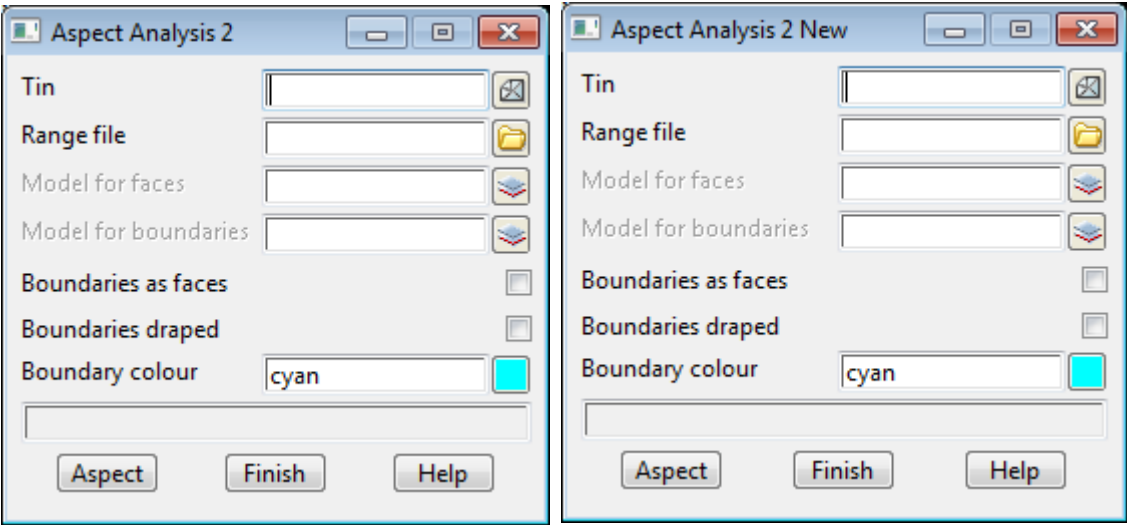 Aspect Analysis 2
Tin
Range file
Model for faces
Model for boundaries
Boundaries as faces
Boundaries draped
Boundary colour cyan
Aspect Finish Help
Aspect Analysis 2 New
Tin
Range file
Model for faces
Model for boundaries
Boundaries as faces
Boundaries draped
Boundary colour cyan
Aspect Finish Help